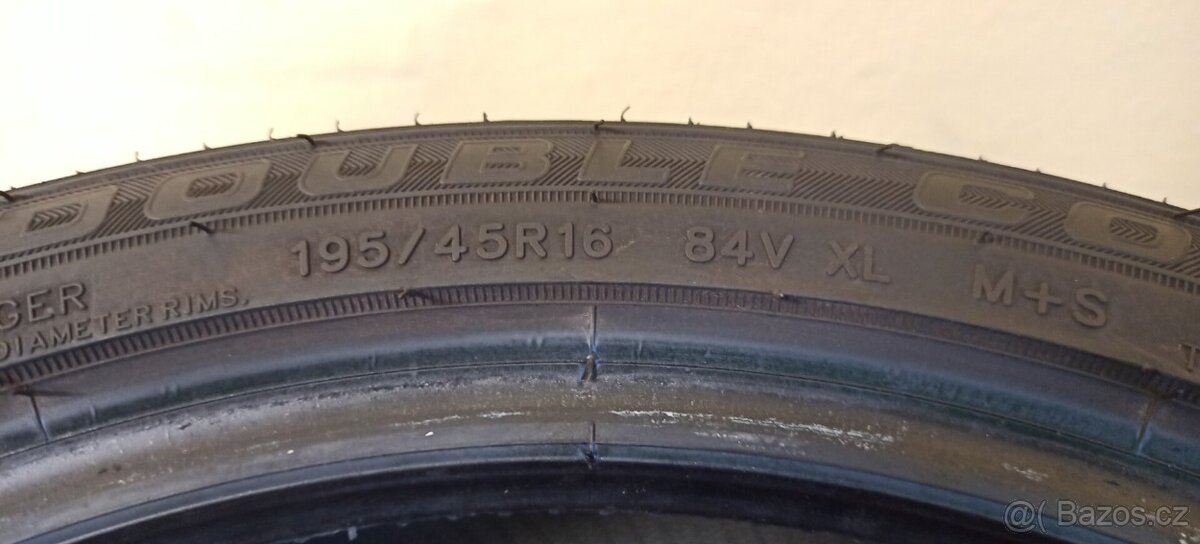 DOUBLE CO
195/45R16 84V XL M+S
GER
DIAMETER RIMS.
@ Bazos.cz